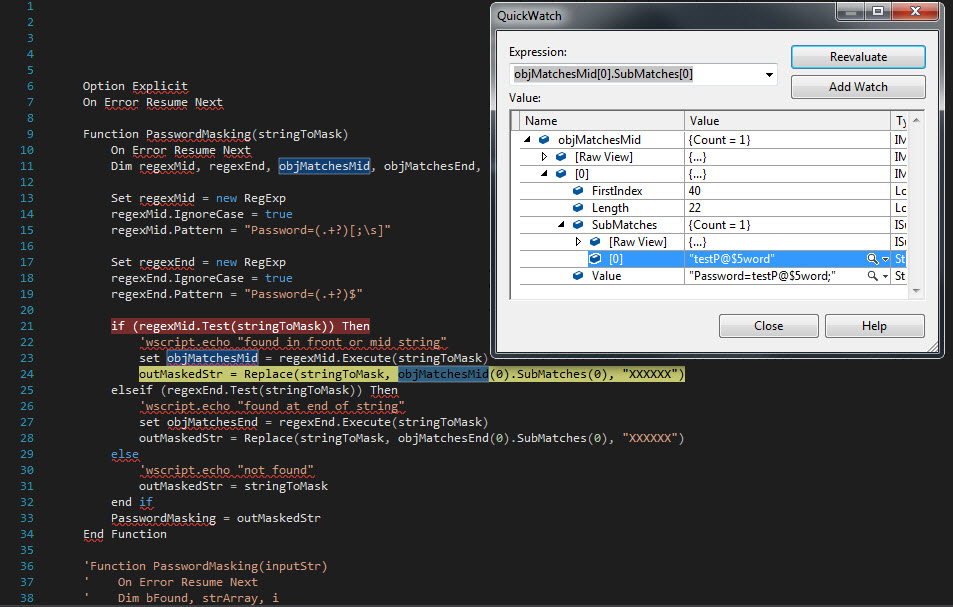 1
2
3
4
5
6 Option Explicit
7 On Error Resume Next
8
9 Function PasswordMasking(stringToMask)
10 On Error Resume Next
11 Dim regexMid, regexEnd, objMatchesMid, objMatchesEnd,
12
13 Set regexMid = new RegExp
14 regexMid.IgnoreCase = true
15 regexMid.Pattern = "Password=(.+?)[;\s]"
16
17 Set regexEnd = new RegExp
18 regexEnd.IgnoreCase = true
19 regexEnd.Pattern = "Password=(.+?)$"
20
21 if (regexMid.Test(stringToMask)) Then
22 'wscript.echo "found in front or mid string"
23 set objMatchesMid = regexMid.Execute(stringToMask)
24 outMaskedStr = Replace(stringToMask, objMatchesMid(0).SubMatches(0), "XXXXXX")
25 elseif (regexEnd.Test(stringToMask)) Then
26 'wscript.echo "found at end of string"
27 set objMatchesEnd = regexEnd.Execute(stringToMask)
28 outMaskedStr = Replace(stringToMask, objMatchesEnd(0).SubMatches(0), "XXXXXX")
29 else
30 'wscript.echo "not found"
31 outMaskedStr = stringToMask
32 end if
33 PasswordMasking = outMaskedStr
34 End Function
35
36 'Function PasswordMasking(inputStr)
37 ' On Error Resume Next
38 ' Dim bFound, strArray, i
QuickWatch
Expression:
Reevaluate
objMatchesMid[0].SubMatches[0]
Add Watch
Value:
Name Value Ty
objMatchesMid {Count = 1} IM
[Raw View] {...} IM
[0] {...} IM
FirstIndex 40 Lo
Length 22 Lo
SubMatches {Count = 1} ISu
[Raw View] {...} ISu
[0] "testP@$5word" St
Value "Password=testP@$5word;" St
Close Help